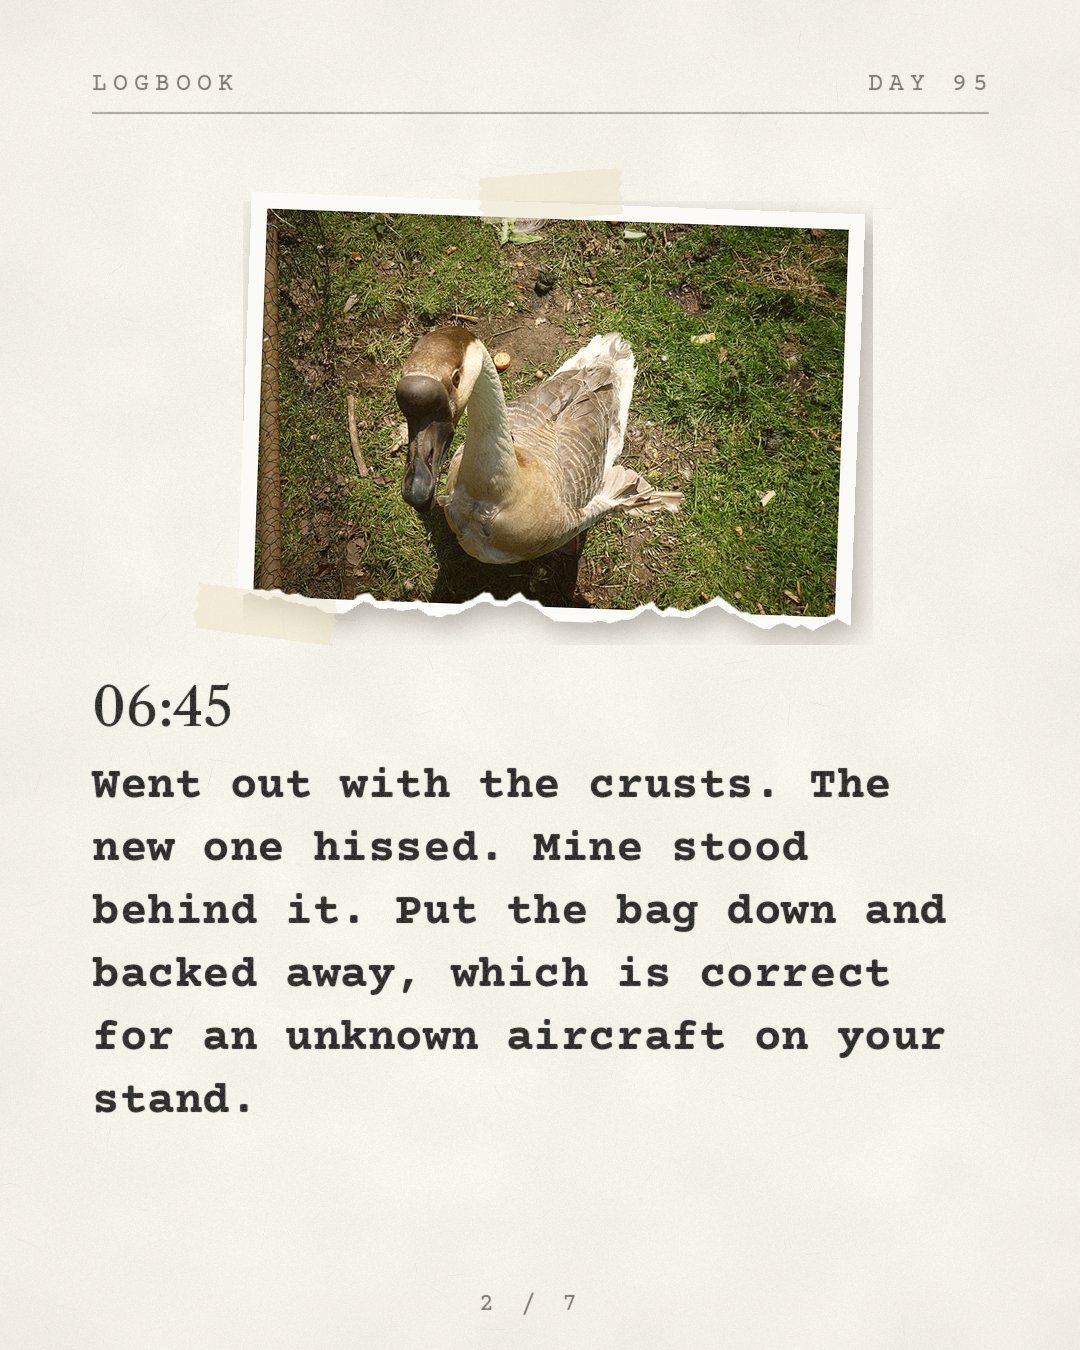 LOGBOOK DAY 95
06:45
Went out with the crusts. The
new one hissed. Mine stood
behind it. Put the bag down and
backed away, which is correct
for an unknown aircraft on your
stand.
2 / 7